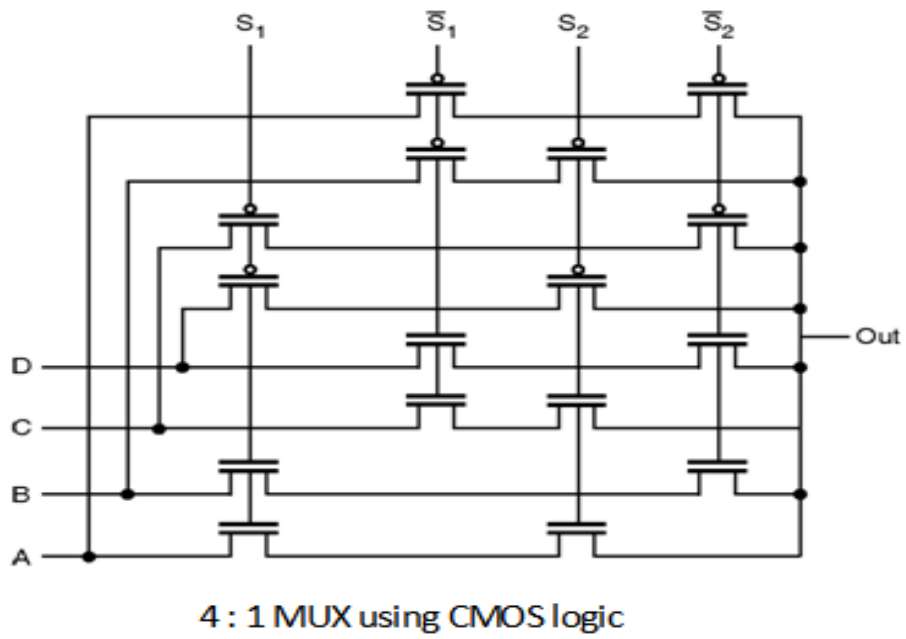 S₁ S̅₁ S₂ S̅₂
Out
D
C
B
A
4 : 1 MUX using CMOS logic